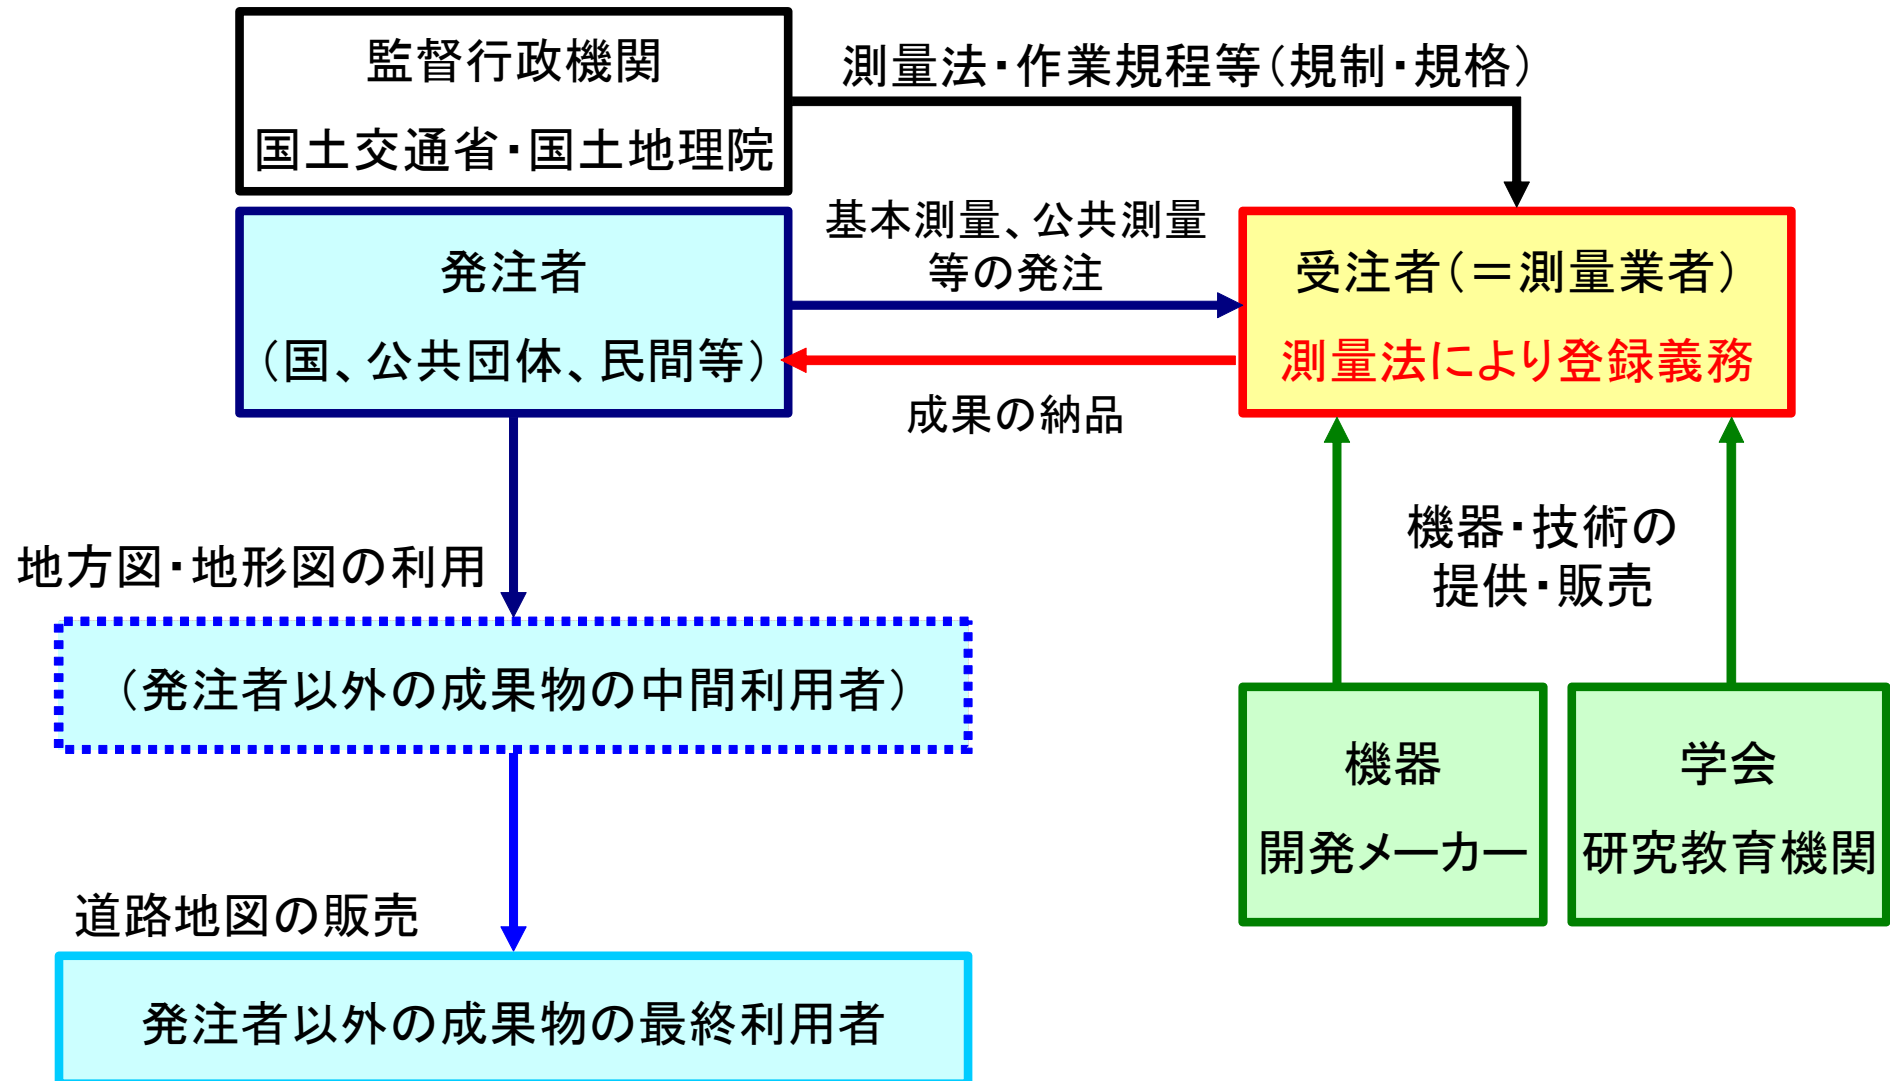 監督行政機関
国土交通省・国土地理院
測量法・作業規程等（規制・規格）
発注者
（国、公共団体、民間等）
基本測量、公共測量
等の発注
成果の納品
受注者（＝測量業者）
測量法により登録義務
地方図・地形図の利用
機器・技術の
提供・販売
（発注者以外の成果物の中間利用者）
機器
開発メーカー
学会
研究教育機関
道路地図の販売
発注者以外の成果物の最終利用者